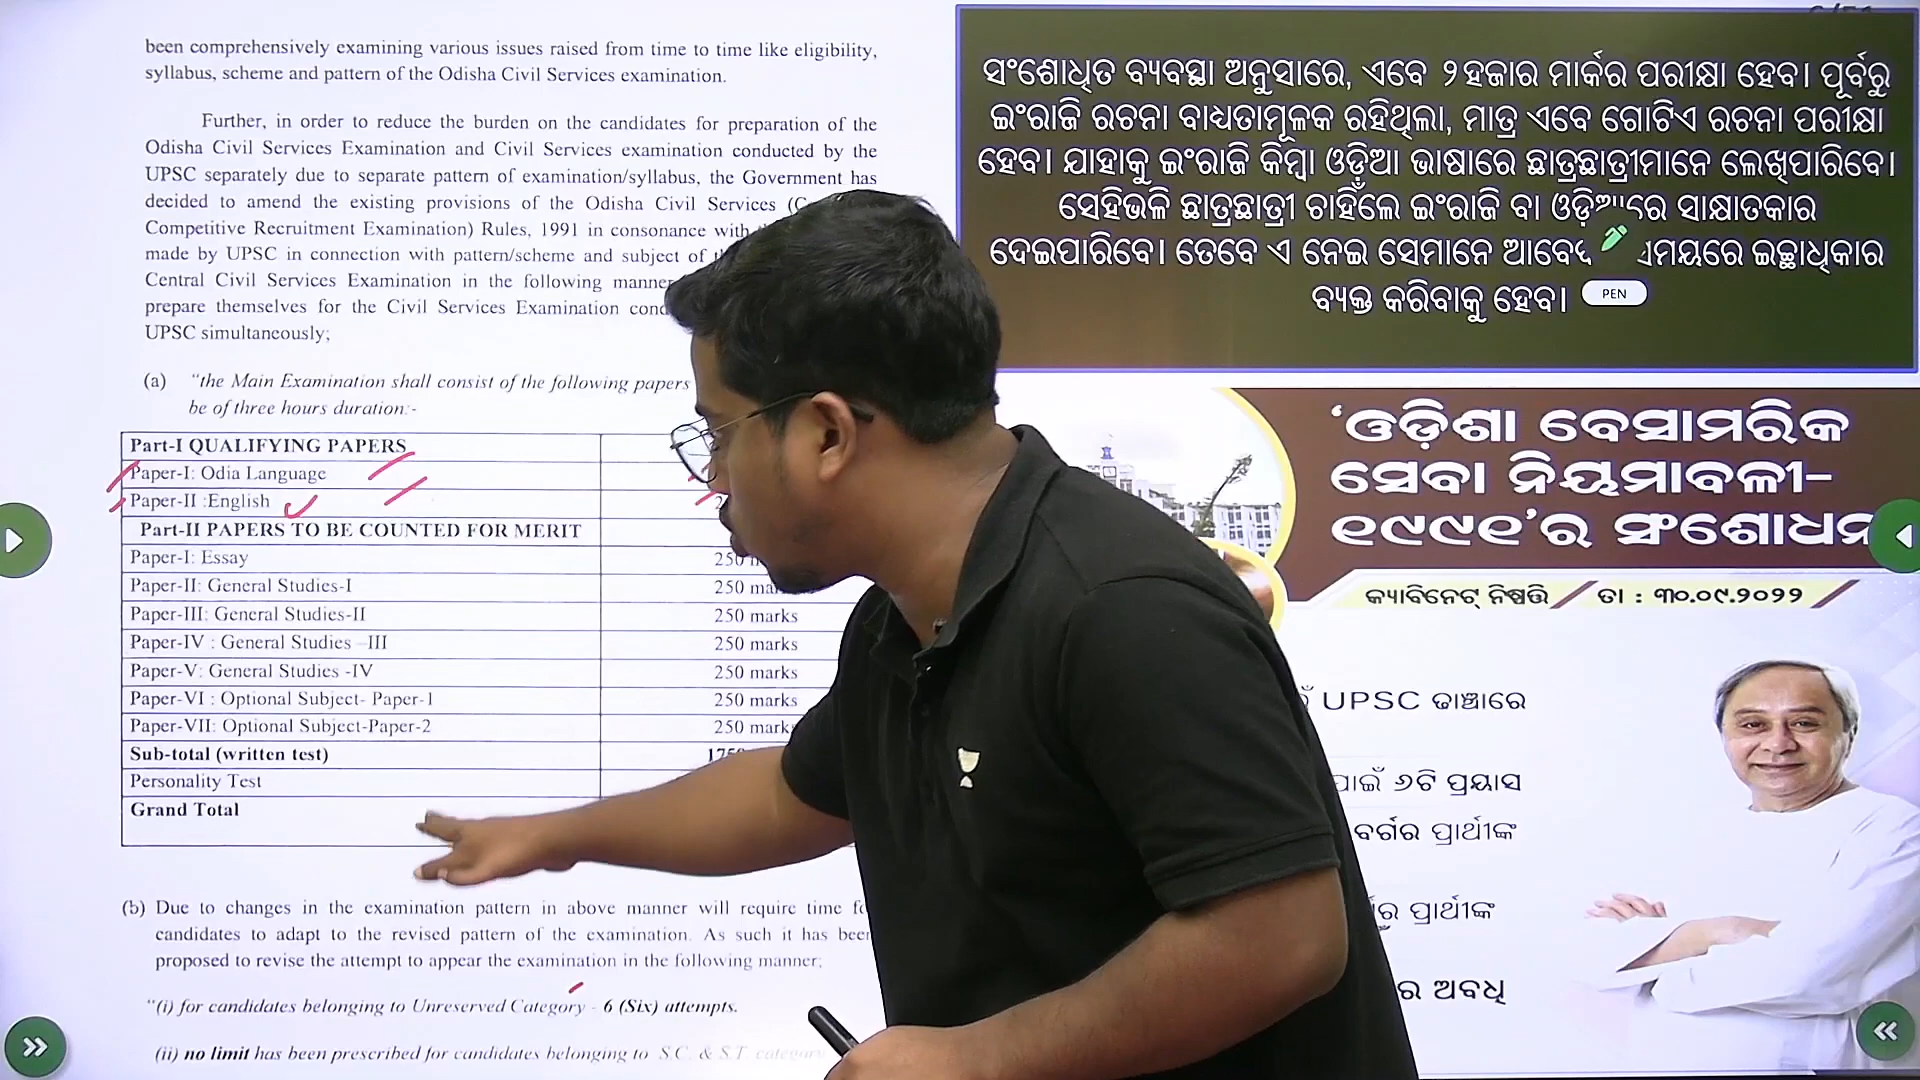 been comprehensively examining various issues raised from time to time like eligibility,
syllabus, scheme and pattern of the Odisha Civil Services examination.
Further, in order to reduce the burden on the candidates for preparation of the
Odisha Civil Services Examination and Civil Services examination conducted by the
UPSC separately due to separate pattern of examination/syllabus, the Government has
decided to amend the existing provisions of the Odisha Civil Services
Competitive Recruitment Examination) Rules, 1991 in consonance with
made by UPSC in connection with pattern/scheme and subject of
Central Civil Services Examination in the following manner
prepare themselves for the Civil Services Examination
UPSC simultaneously;
(a) "the Main Examination shall consist of the following papers
be of three hours duration:-
Part-I QUALIFYING PAPERS
Paper-I: Odia Language
Paper-II :English
Part-II PAPERS TO BE COUNTED FOR MERIT
Paper-I: Essay 250
Paper-II: General Studies-I 250
Paper-III: General Studies-II 250 marks
Paper-IV : General Studies -III 250 marks
Paper-V: General Studies -IV 250 marks
Paper-VI : Optional Subject- Paper-1 250 marks
Paper-VII: Optional Subject-Paper-2 250 marks
Sub-total (written test)
Personality Test
Grand Total
(b) Due to changes in the examination pattern in above manner will require time
candidates to adapt to the revised pattern of the examination. As such it has been
proposed to revise the attempt to appear the examination in the following manner;
"(i) for candidates belonging to Unreserved Category - 6 (Six) attempts.
(ii) no limit has been prescribed for candidates belonging to S.C. & S.T. category
ସଂଶୋଧିତ ବ୍ୟବସ୍ଥା ଅନୁସାରେ, ଏବେ ୨ହଜାର ମାର୍କର ପରୀକ୍ଷା ହେବ। ପୂର୍ବରୁ
ଇଂରାଜି ରଚନା ବାଧ୍ୟତାମୂଳକ ରହିଥିଲା, ମାତ୍ର ଏବେ ଗୋଟିଏ ରଚନା ପରୀକ୍ଷା
ହେବ। ଯାହାକୁ ଇଂରାଜି କିମ୍ବା ଓଡ଼ିଆ ଭାଷାରେ ଛାତ୍ରଛାତ୍ରୀମାନେ ଲେଖିପାରିବେ।
ସେହିଭଳି ଛାତ୍ରଛାତ୍ରୀ ଚାହିଁଲେ ଇଂରାଜି ବା ଓଡ଼ିଆରେ ସାକ୍ଷାତକାର
ଦେଇପାରିବେ। ତେବେ ଏ ନେଇ ସେମାନେ ସମୟରେ ଇଚ୍ଛାଧିକାର
ବ୍ୟକ୍ତ କରିବାକୁ ହେବ।
PEN
‘ଓଡ଼ିଶା ବେସାମରିକ
ସେବା ନିୟମାବଳୀ–
୧୯୯୧’ର ସଂଶୋଧନ
କ୍ୟାବିନେଟ୍ ନିଷ୍ପତ୍ତି / ତା : ୩୦.୦୯.୨୦୨୨
UPSC ଢାଞ୍ଚାରେ
ପାଇଁ ୬ଟି ପ୍ରୟାସ
ବର୍ଗର ପ୍ରାର୍ଥୀଙ୍କ
ପ୍ରାର୍ଥୀଙ୍କ
ର ଅବଧି